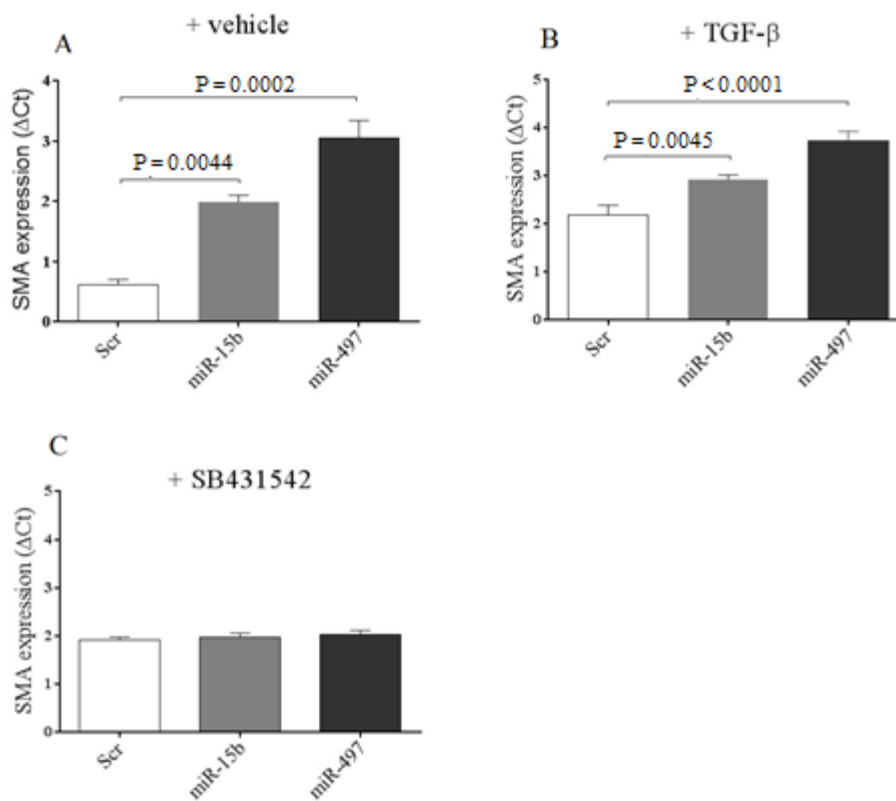 A
+ vehicle
SMA expression (ΔCt)
4
3
2
1
0
P = 0.0002
P = 0.0044
Scr
miR-15b
miR-497
B
+ TGF-β
SMA expression (ΔCt)
5
4
3
2
1
0
P < 0.0001
P = 0.0045
Scr
miR-15b
miR-497
C
+ SB431542
SMA expression (ΔCt)
5
4
3
2
1
0
Scr
miR-15b
miR-497